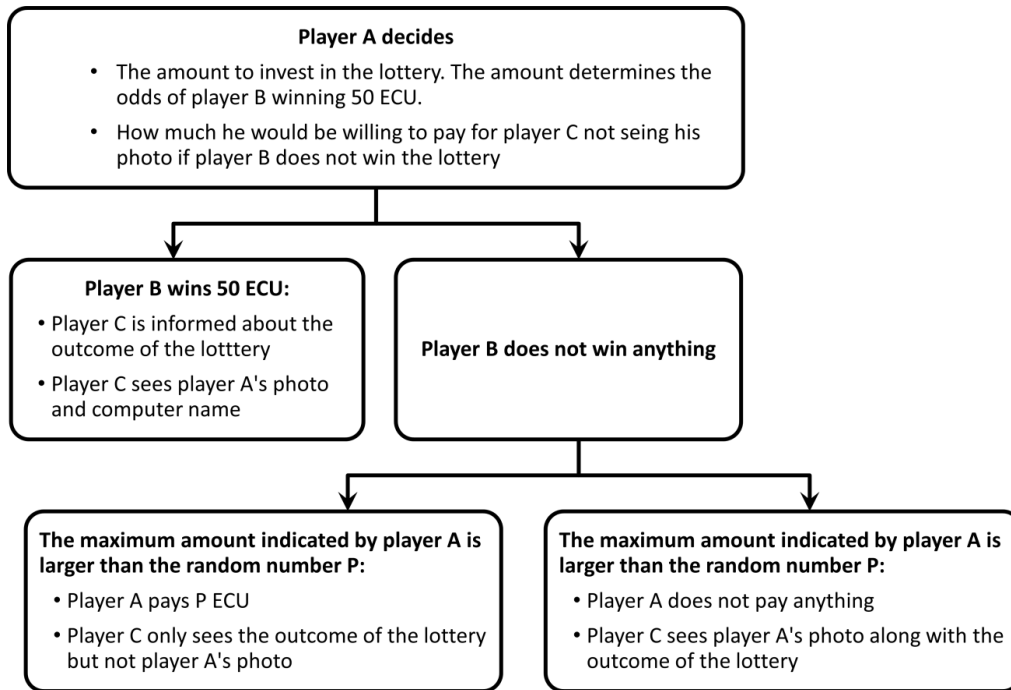 Player A decides
• The amount to invest in the lottery. The amount determines the
odds of player B winning 50 ECU.
• How much he would be willing to pay for player C not seing his
photo if player B does not win the lottery
Player B wins 50 ECU:
• Player C is informed about the
outcome of the lotttery
• Player C sees player A's photo
and computer name
Player B does not win anything
The maximum amount indicated by player A is
larger than the random number P:
• Player A pays P ECU
• Player C only sees the outcome of the lottery
but not player A's photo
The maximum amount indicated by player A is
larger than the random number P:
• Player A does not pay anything
• Player C sees player A's photo along with the
outcome of the lottery